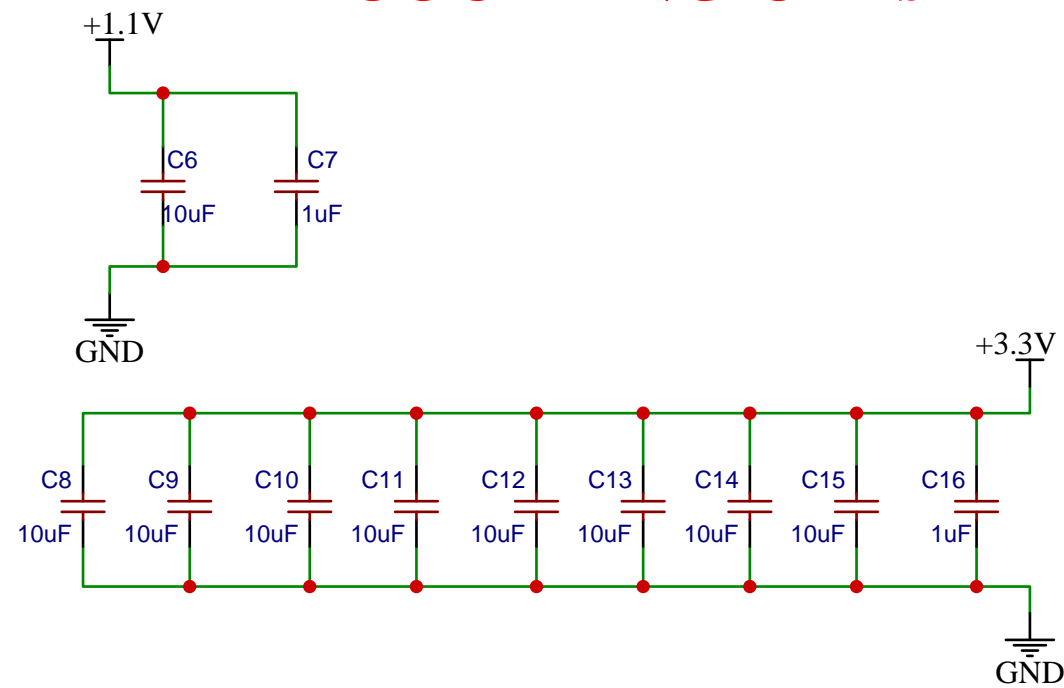 +1.1V
C6 C7
10uF 1uF
GND
+3.3V
C8 C9 C10 C11 C12 C13 C14 C15 C16
10uF 10uF 10uF 10uF 10uF 10uF 10uF 10uF 1uF
GND